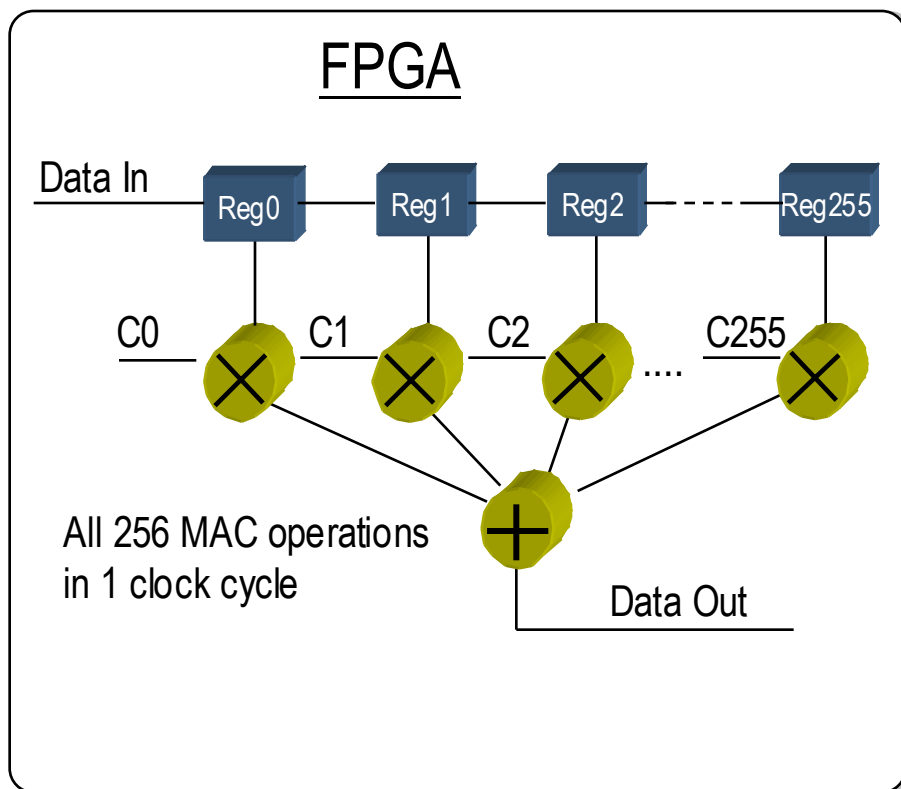 FPGA
Data In
Reg0
Reg1
Reg2
Reg255
C0
C1
C2
....
C255
All 256 MAC operations
in 1 clock cycle
Data Out